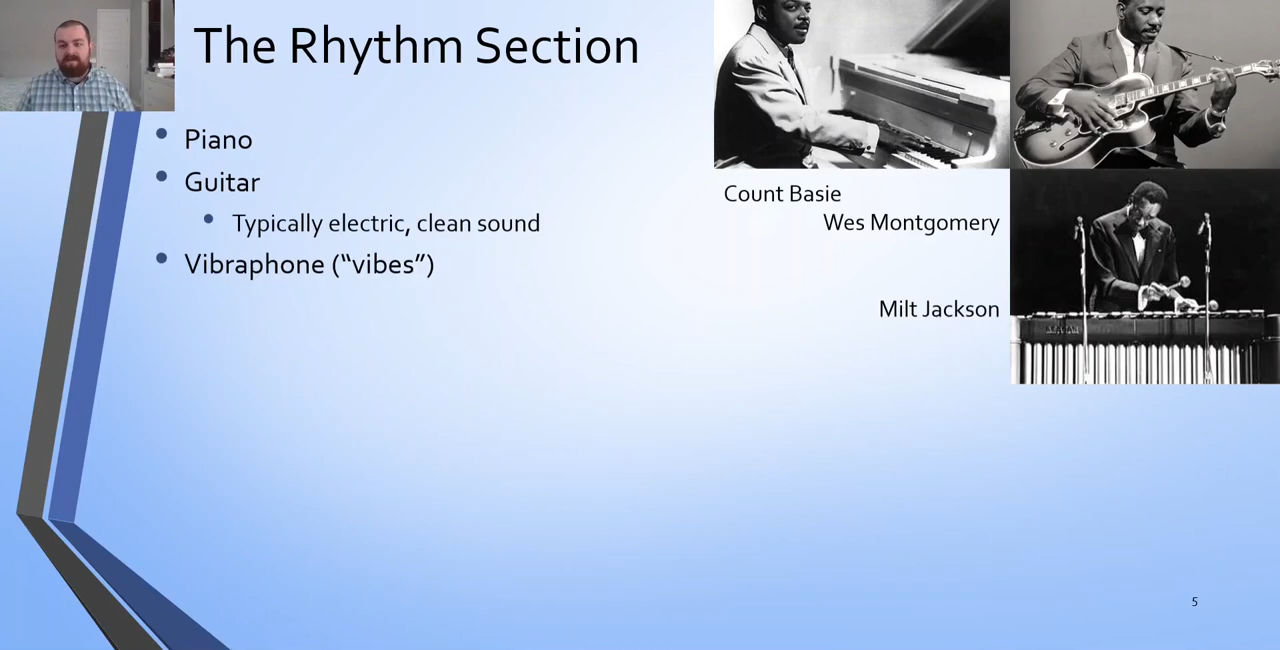 The Rhythm Section
Piano
Guitar
Typically electric, clean sound
Vibraphone (“vibes”)
Count Basie
Wes Montgomery
Milt Jackson
5